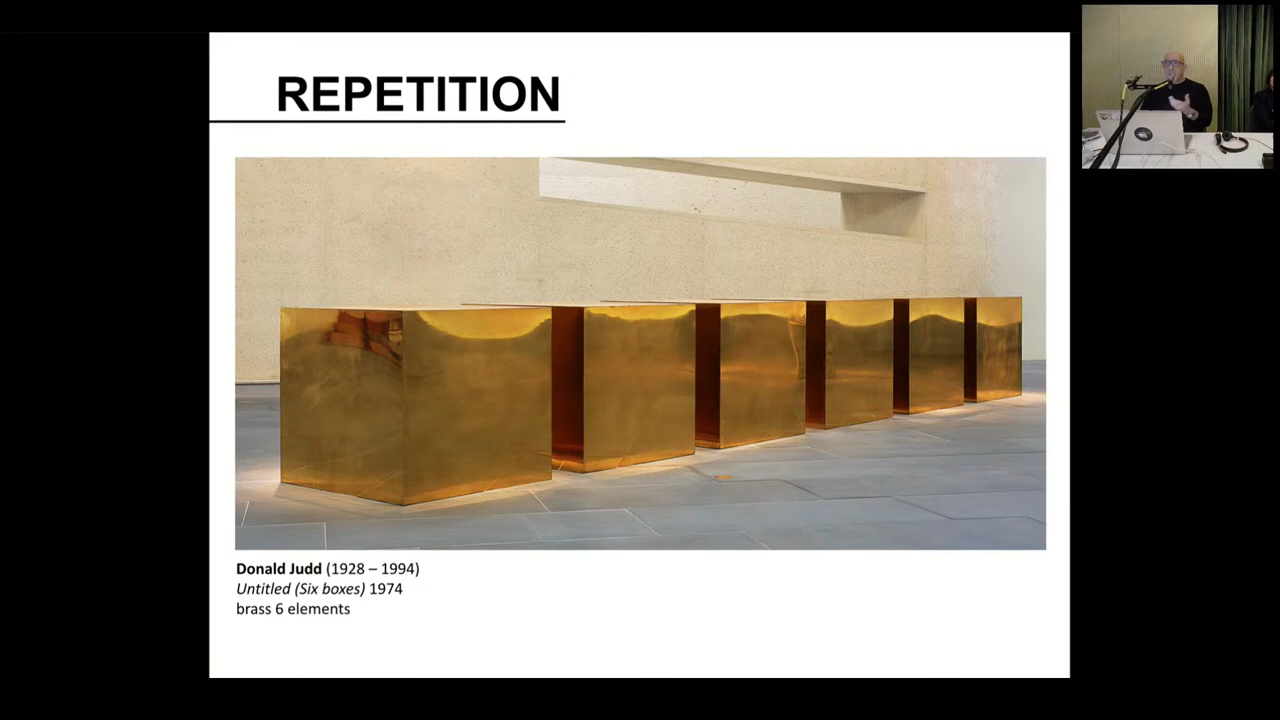 REPETITION
Donald Judd (1928 – 1994)
Untitled (Six boxes) 1974
brass 6 elements